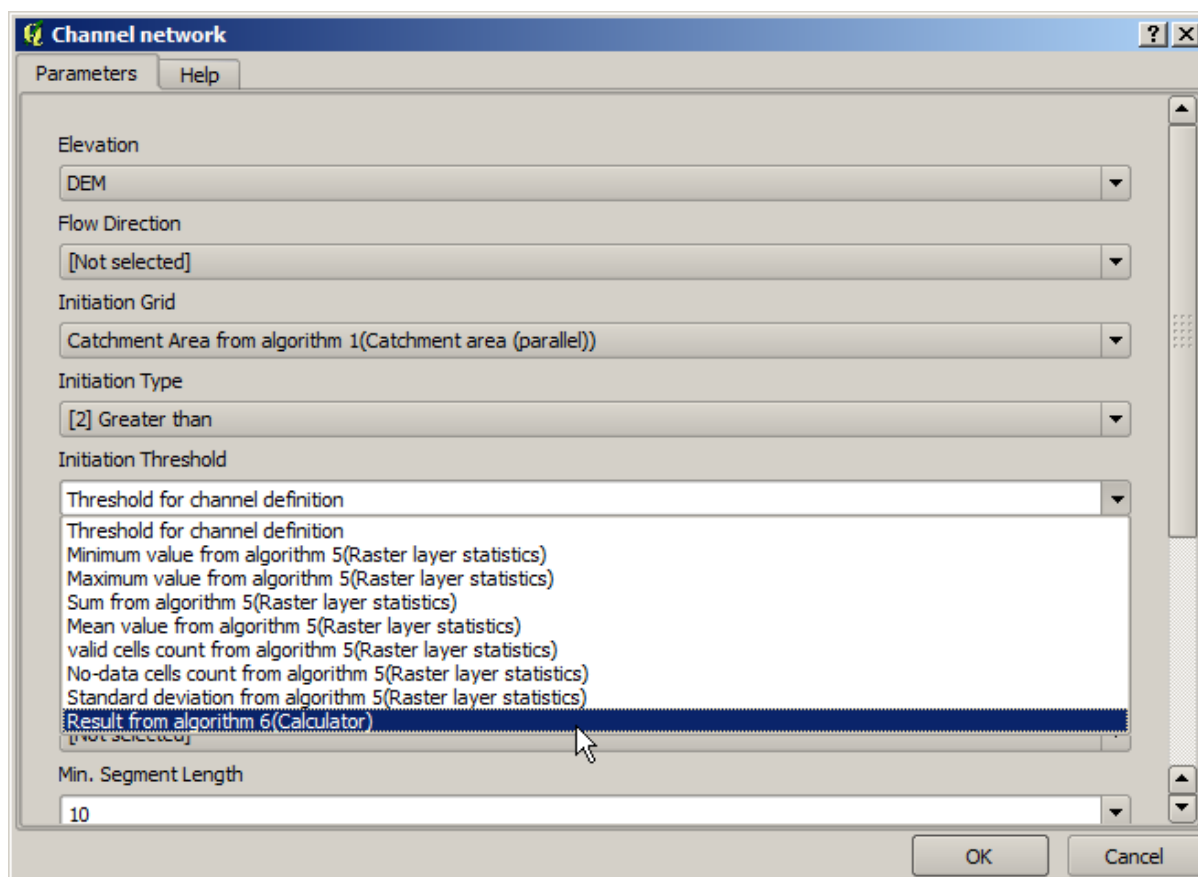 Channel network
Parameters Help
Elevation
DEM
Flow Direction
[Not selected]
Initiation Grid
Catchment Area from algorithm 1(Catchment area (parallel))
Initiation Type
[2] Greater than
Initiation Threshold
Threshold for channel definition
Threshold for channel definition
Minimum value from algorithm 5(Raster layer statistics)
Maximum value from algorithm 5(Raster layer statistics)
Sum from algorithm 5(Raster layer statistics)
Mean value from algorithm 5(Raster layer statistics)
valid cells count from algorithm 5(Raster layer statistics)
No-data cells count from algorithm 5(Raster layer statistics)
Standard deviation from algorithm 5(Raster layer statistics)
Result from algorithm 6(Calculator)
[Not selected]
Min. Segment Length
10
OK Cancel